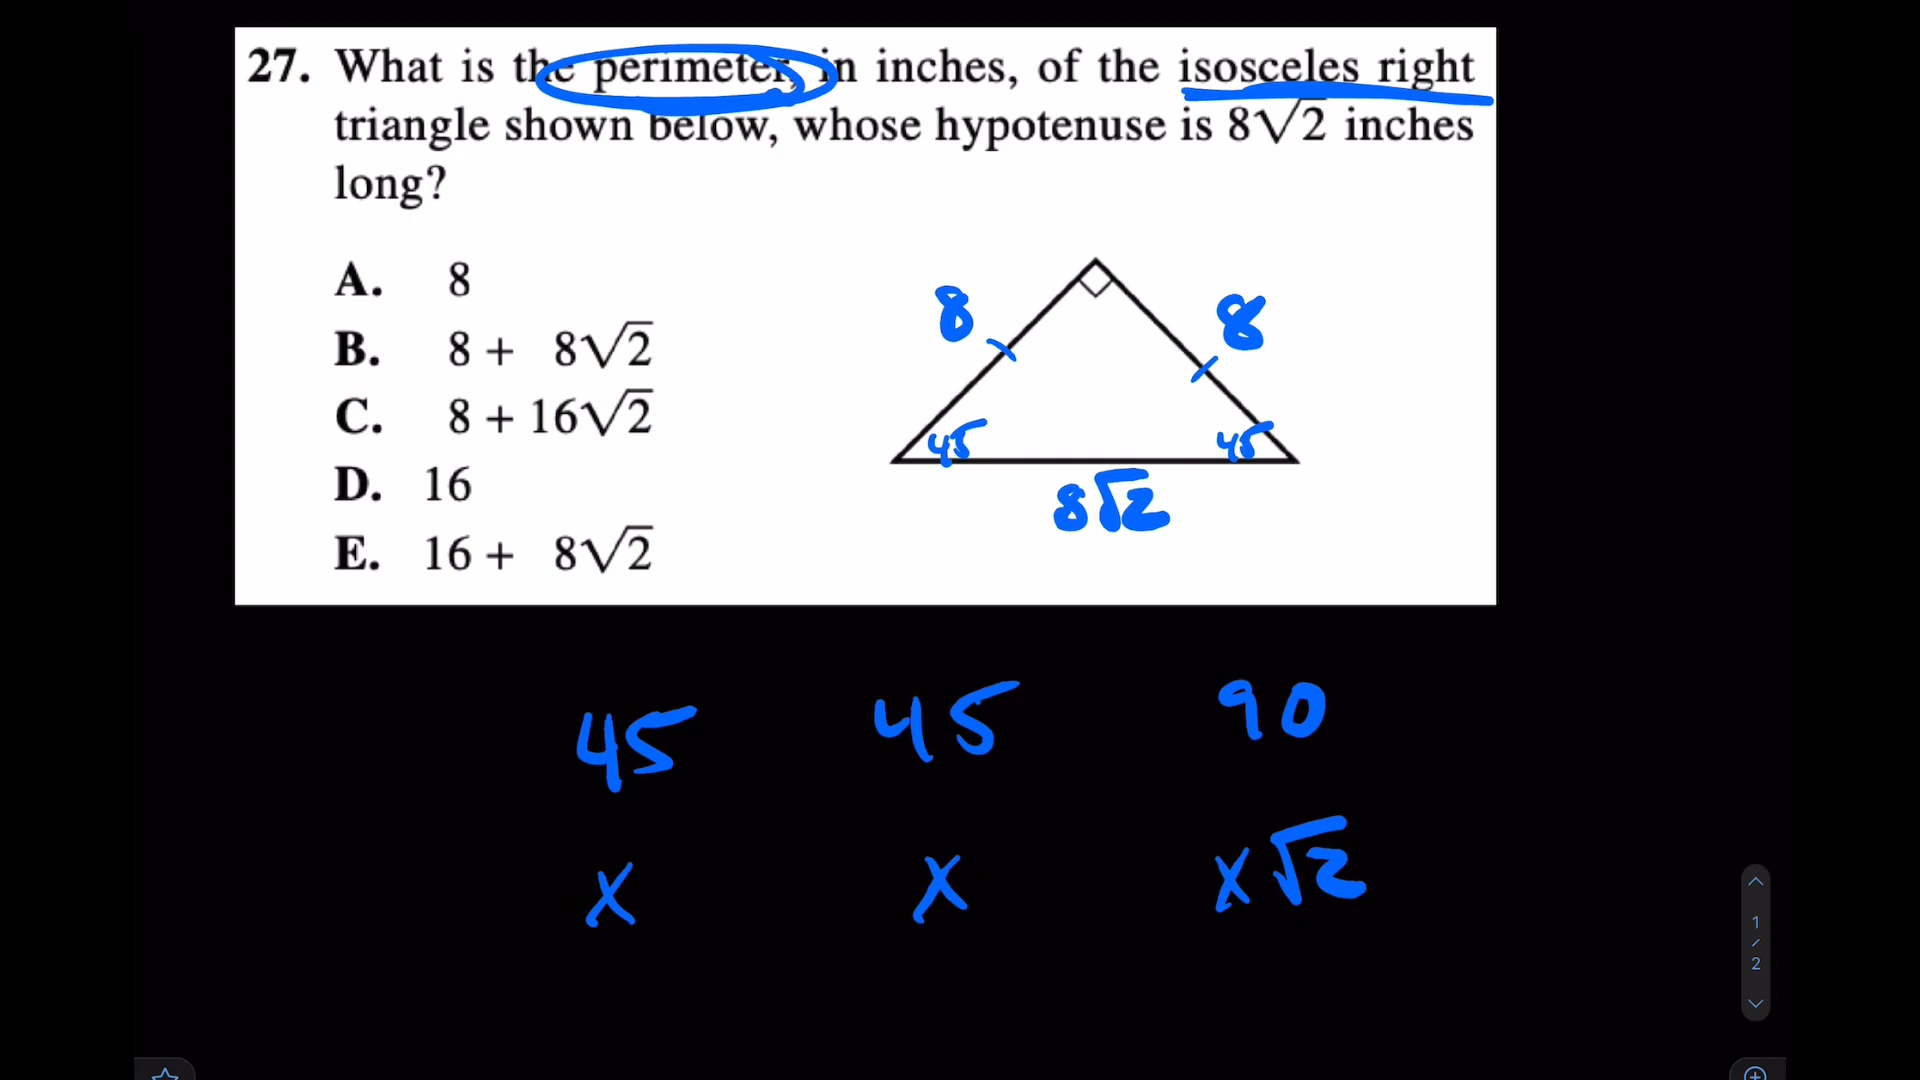 27. What is the perimeter, in inches, of the isosceles right
triangle shown below, whose hypotenuse is 8√2 inches
long?
A. 8
B. 8 + 8√2
C. 8 + 16√2
D. 16
E. 16 + 8√2
8 8
45 45
8√2
45 45 90
x x x√2
1
/
2